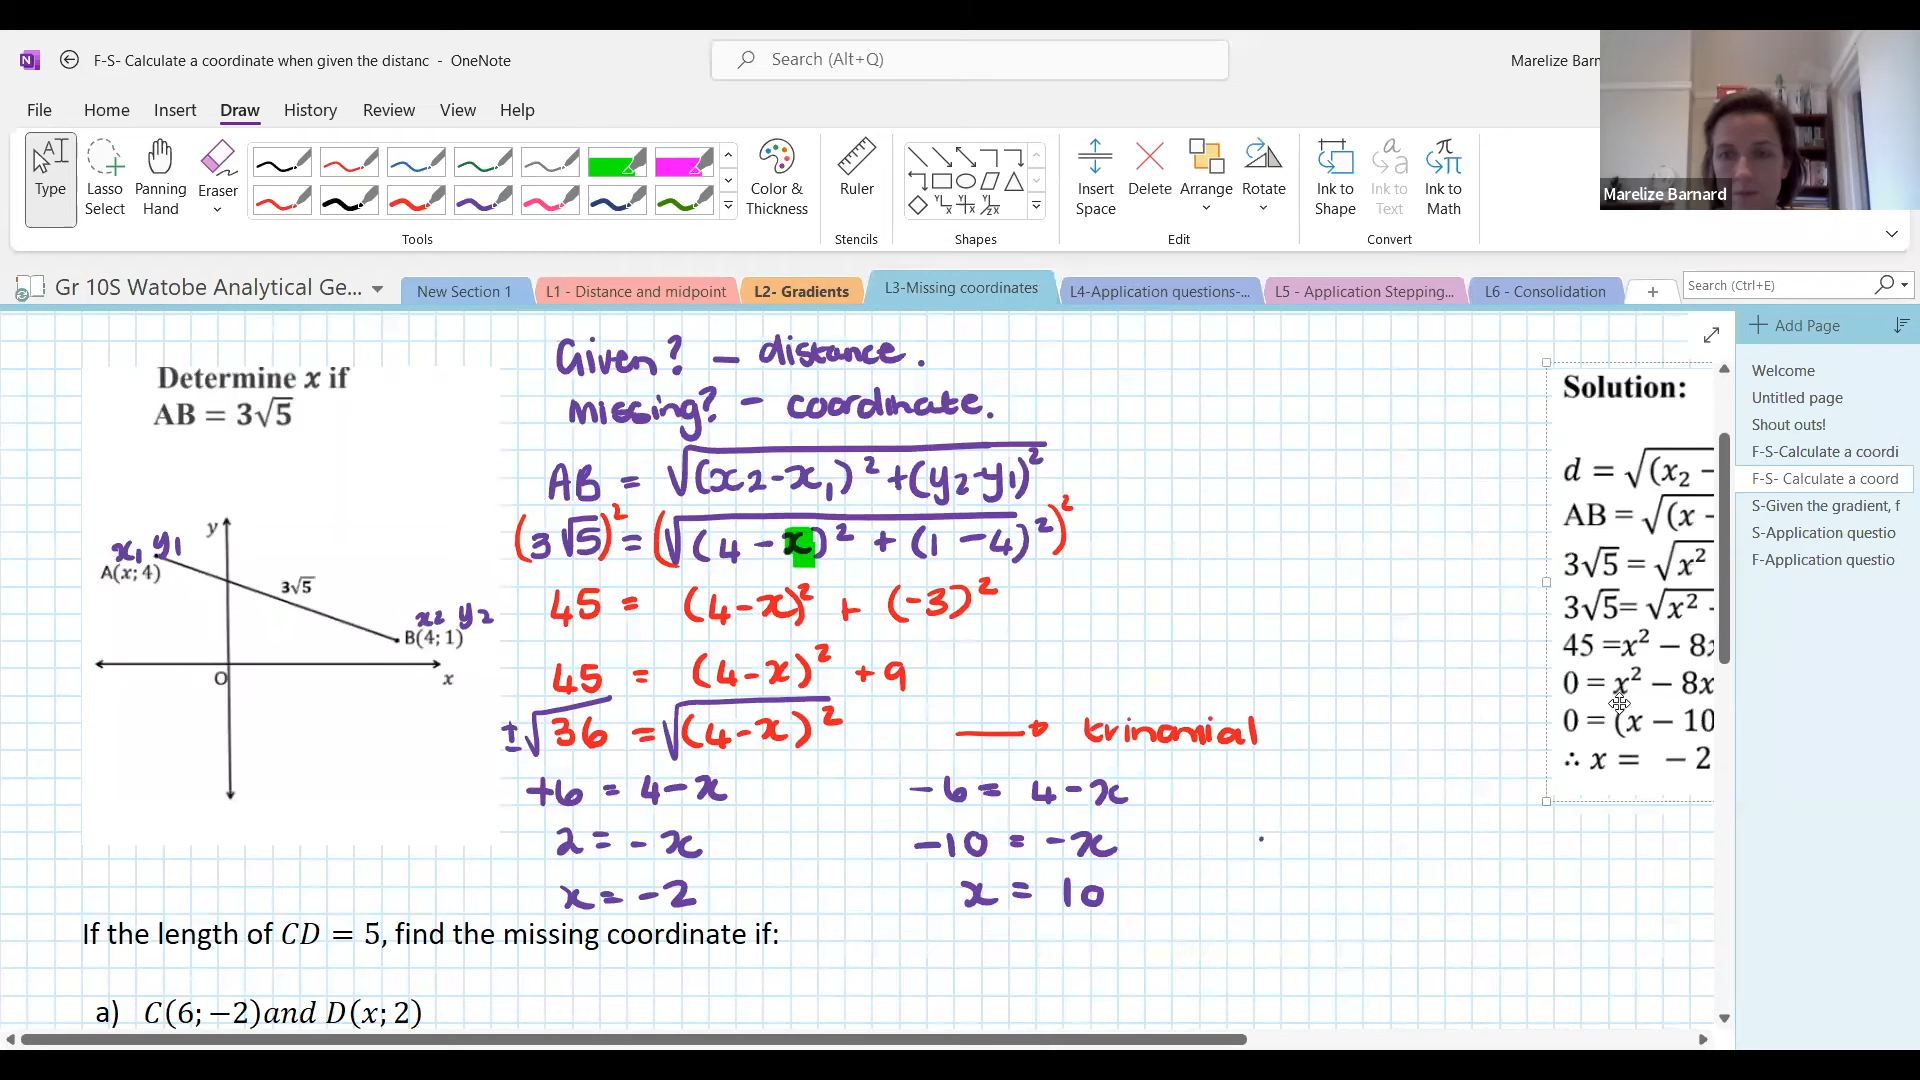 F-S- Calculate a coordinate when given the distanc - OneNote
Search (Alt+Q)
Marelize Barn
File Home Insert Draw History Review View Help
Type
Lasso Select
Panning Hand
Eraser
Color & Thickness
Ruler
Insert Space
Delete
Arrange
Rotate
Ink to Shape
Ink to Text
Ink to Math
Tools
Stencils
Shapes
Edit
Convert
Marelize Barnard
Gr 10S Watobe Analytical Ge...
New Section 1
L1 - Distance and midpoint
L2- Gradients
L3-Missing coordinates
L4-Application questions-...
L5 - Application Stepping...
L6 - Consolidation
+
Search (Ctrl+E)
Add Page
Welcome
Untitled page
Shout outs!
F-S-Calculate a coordi
F-S- Calculate a coord
S-Given the gradient, f
S-Application questio
F-Application questio
Determine x if
AB = 3√5
y
x₁ y1
A(x; 4)
3√5
x2 y2
B(4; 1)
O
x
Given? – distance.
missing? – coordinate.
AB = √(x2-x₁)² +(y2-y1)²
(3√5)² = (√(4-x)² + (1-4)²)²
45 = (4-x)² + (-3)²
45 = (4-x)² +9
±√36 = √(4-x)² → trinomial
+6 = 4-x
-6 = 4-x
2 = -x
-10 = -x
x = -2
x = 10
Solution:
d = √(x₂ −
AB = √(x −
3√5 = √x²
3√5= √x² -
45 =x² − 8x
0 = x² − 8x
0 = (x − 10
∴ x = −2
If the length of CD = 5, find the missing coordinate if:
a) C(6; −2)and D(x; 2)